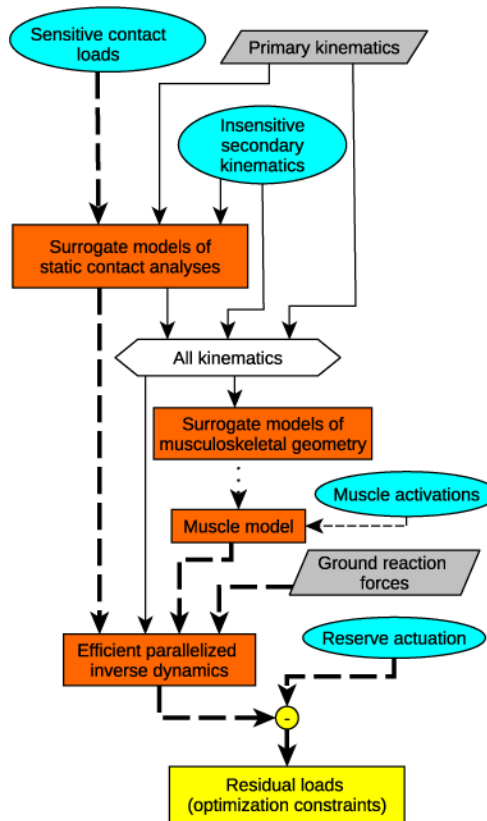 Sensitive contact
loads
Primary kinematics
Insensitive
secondary
kinematics
Surrogate models of
static contact analyses
All kinematics
Surrogate models of
musculoskeletal geometry
Muscle activations
Muscle model
Ground reaction
forces
Reserve actuation
Efficient parallelized
inverse dynamics
-
Residual loads
(optimization constraints)